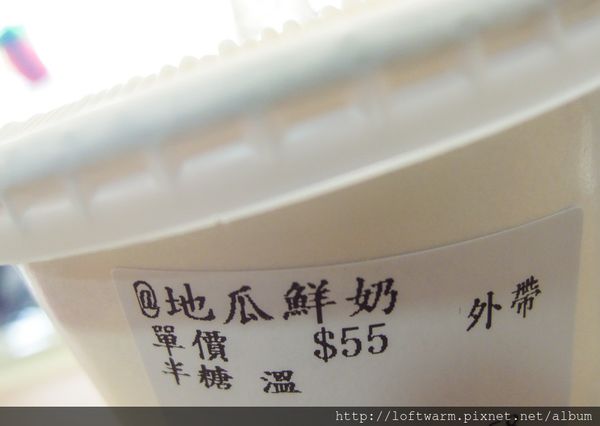 @地瓜鮮奶 外帶
單價 $55
半糖 溫
http://loftwarm.pixnet.net/album